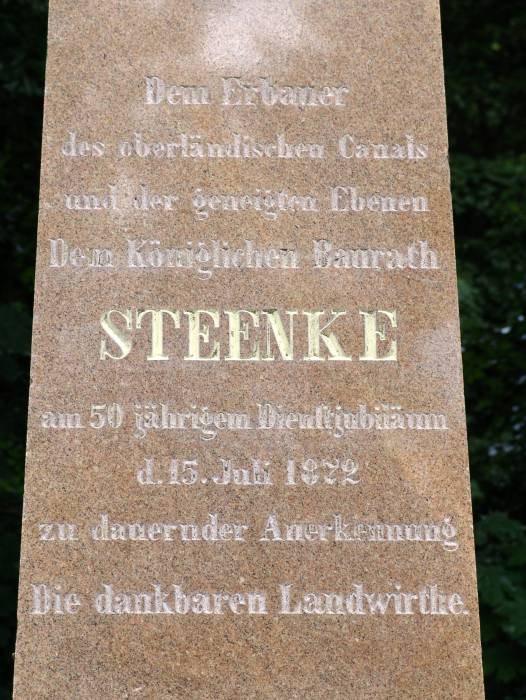 Dem Erbauer
des oberländischen Canals
und der geneigten Ebenen
Dem Königlichen Baurath
STEENKE
am 50 jährigem Dienſtjubiläum
d. 15. Juli 1872
zu dauernder Anerkennung
Die dankbaren Landwirthe.